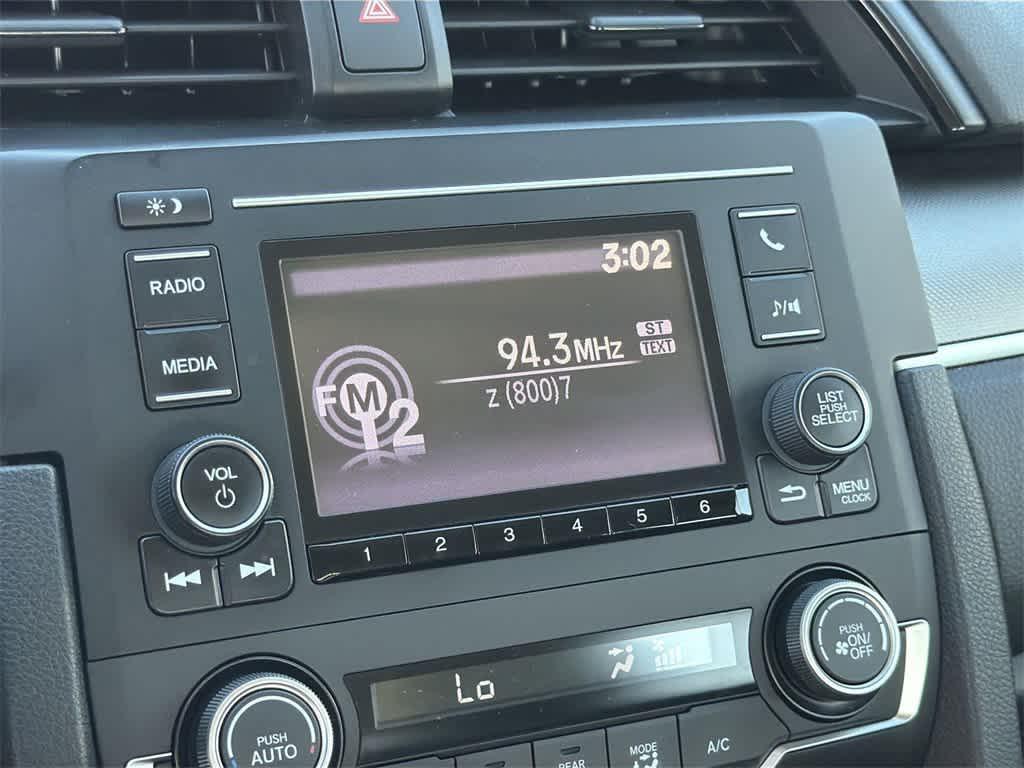 3:02
RADIO
MEDIA
94.3MHz
ST
TEXT
z (800)7
FM
2
VOL
LIST
PUSH
SELECT
MENU
CLOCK
1 2 3 4 5 6
Lo
PUSH
AUTO
PUSH
ON/
OFF
REAR
MODE
A/C